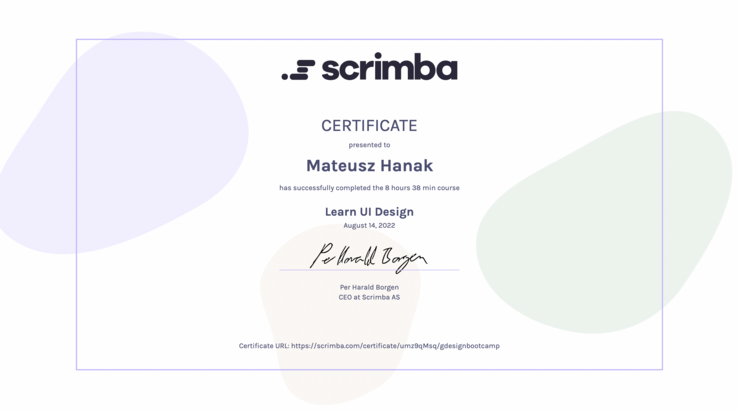 scrimba
CERTIFICATE
presented to
Mateusz Hanak
has successfully completed the 8 hours 38 min course
Learn UI Design
August 14, 2022
Per Harald Borgen
Per Harald Borgen
CEO at Scrimba AS
Certificate URL: https://scrimba.com/certificate/umz9qMsq/gdesignbootcamp